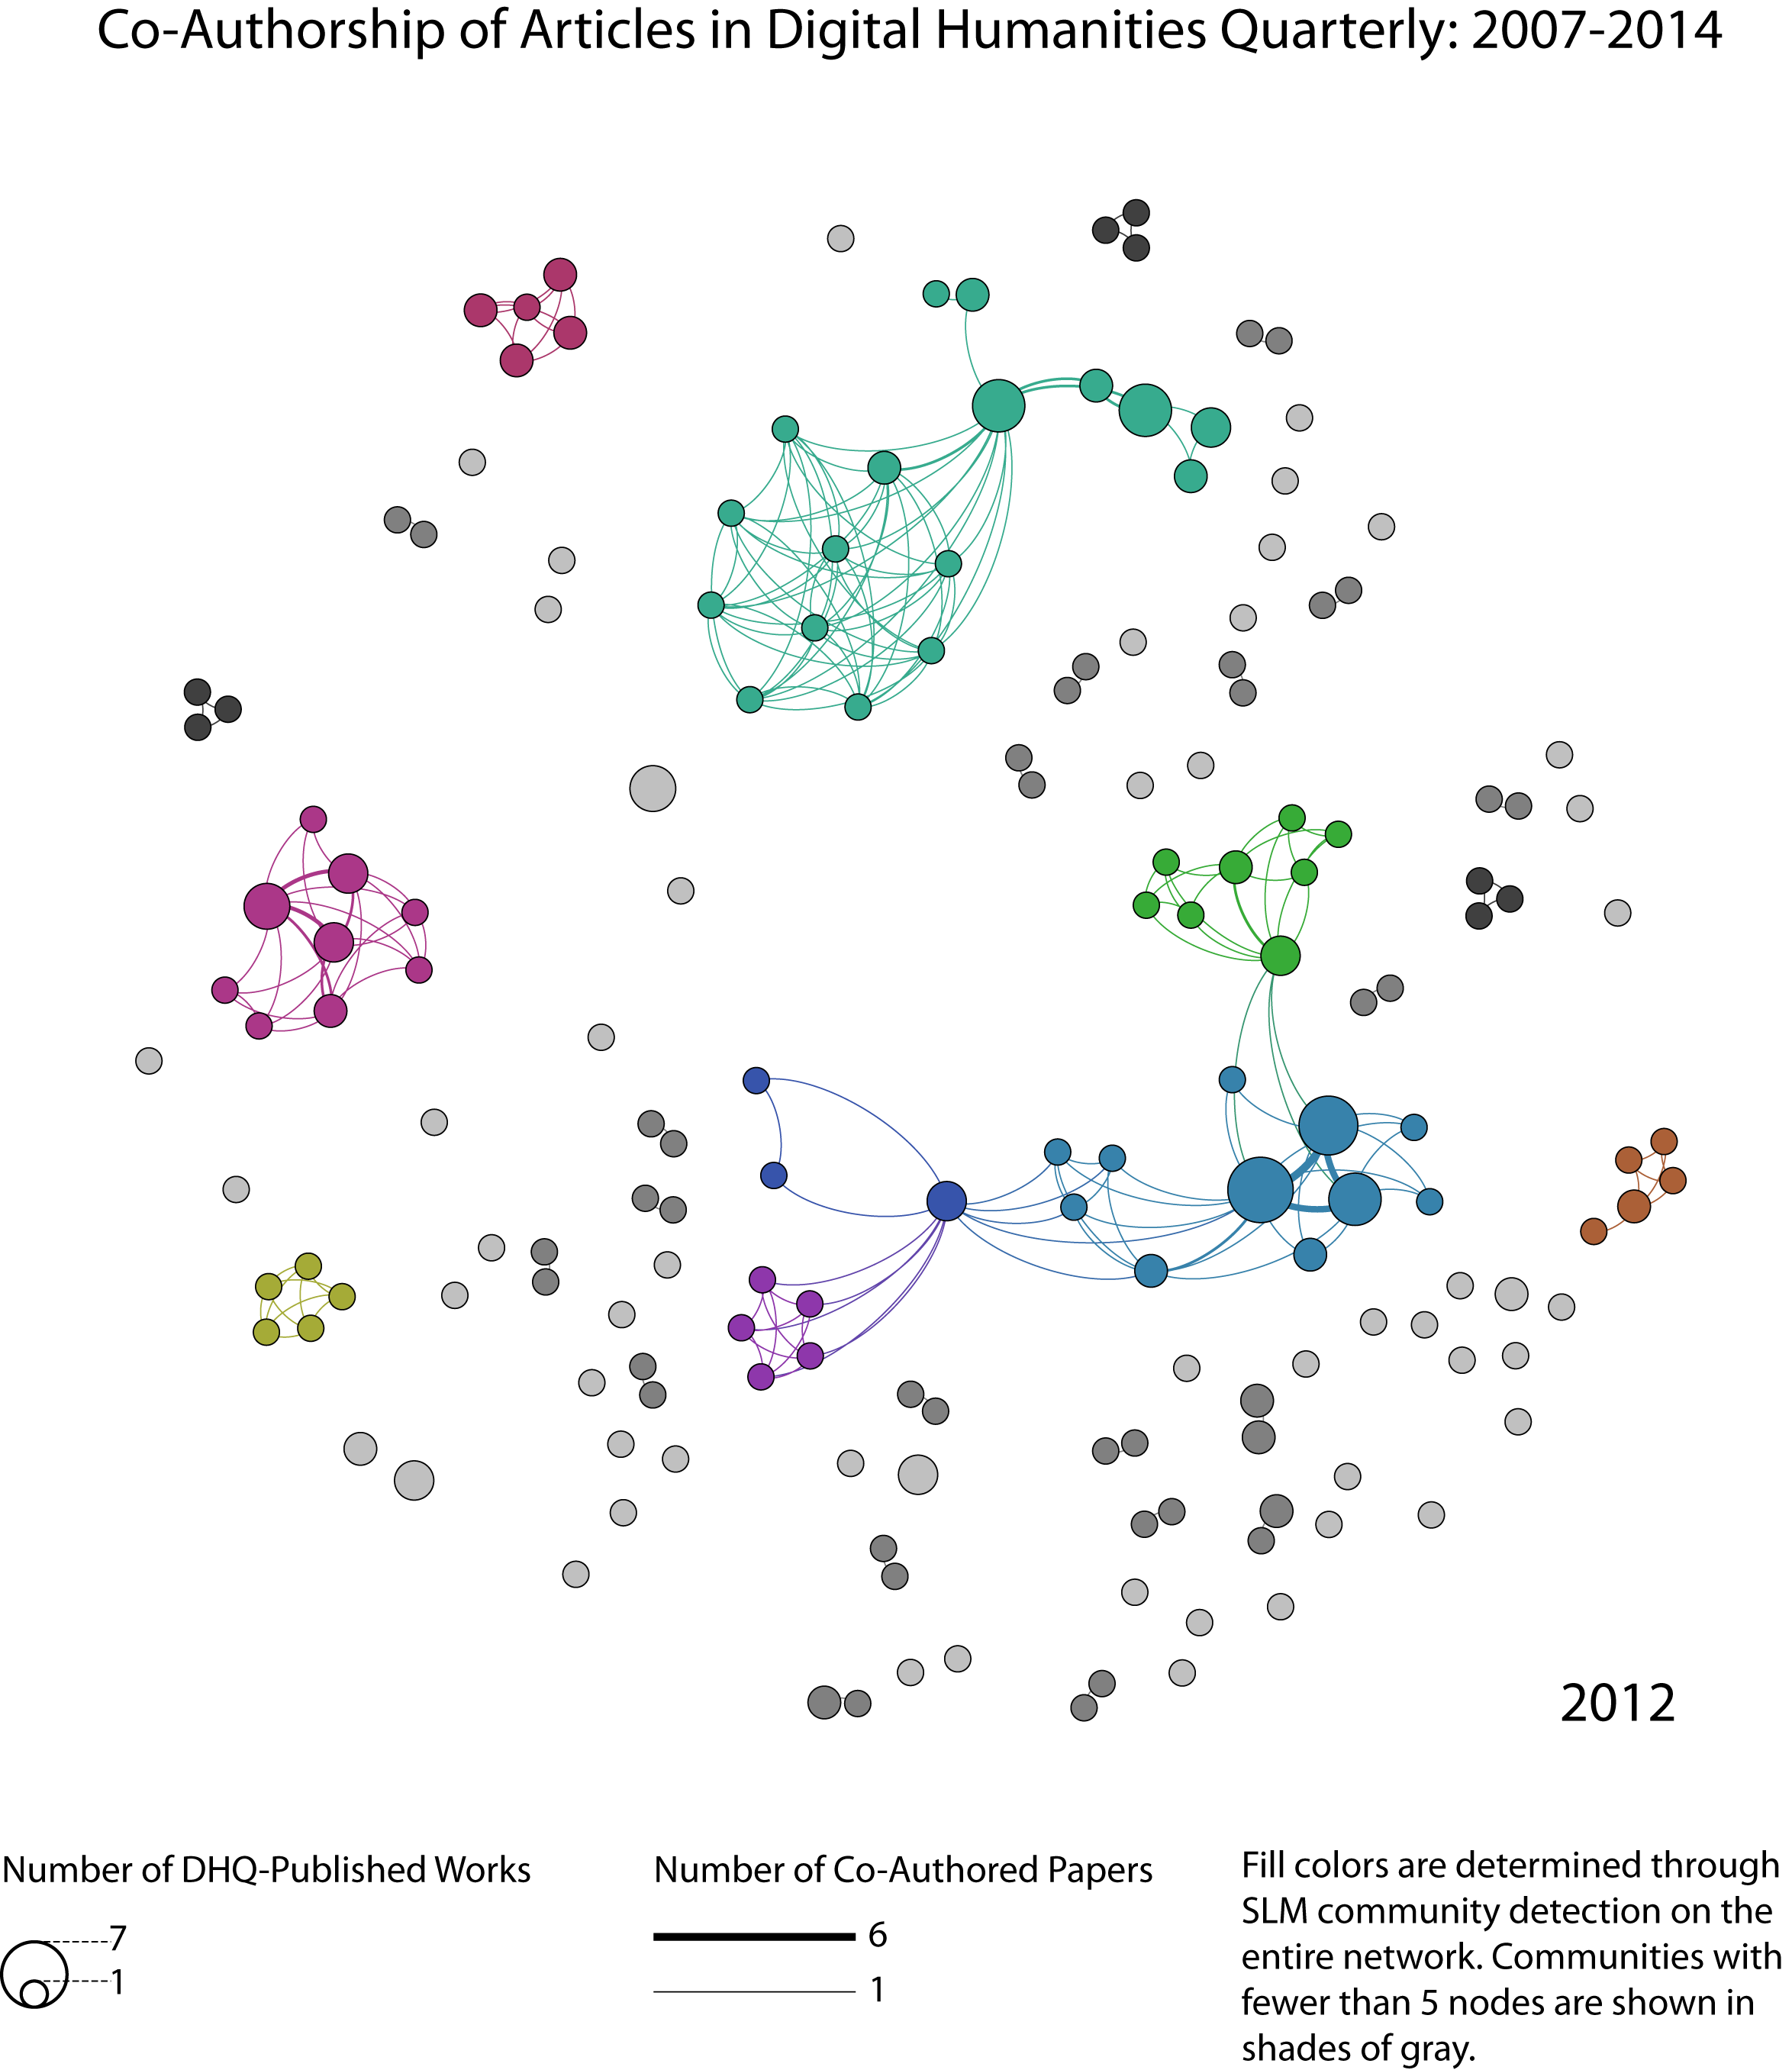 Co-Authorship of Articles in Digital Humanities Quarterly: 2007-2014
2012
Number of DHQ-Published Works
7
1
Number of Co-Authored Papers
6
1
Fill colors are determined through
SLM community detection on the
entire network. Communities with
fewer than 5 nodes are shown in
shades of gray.